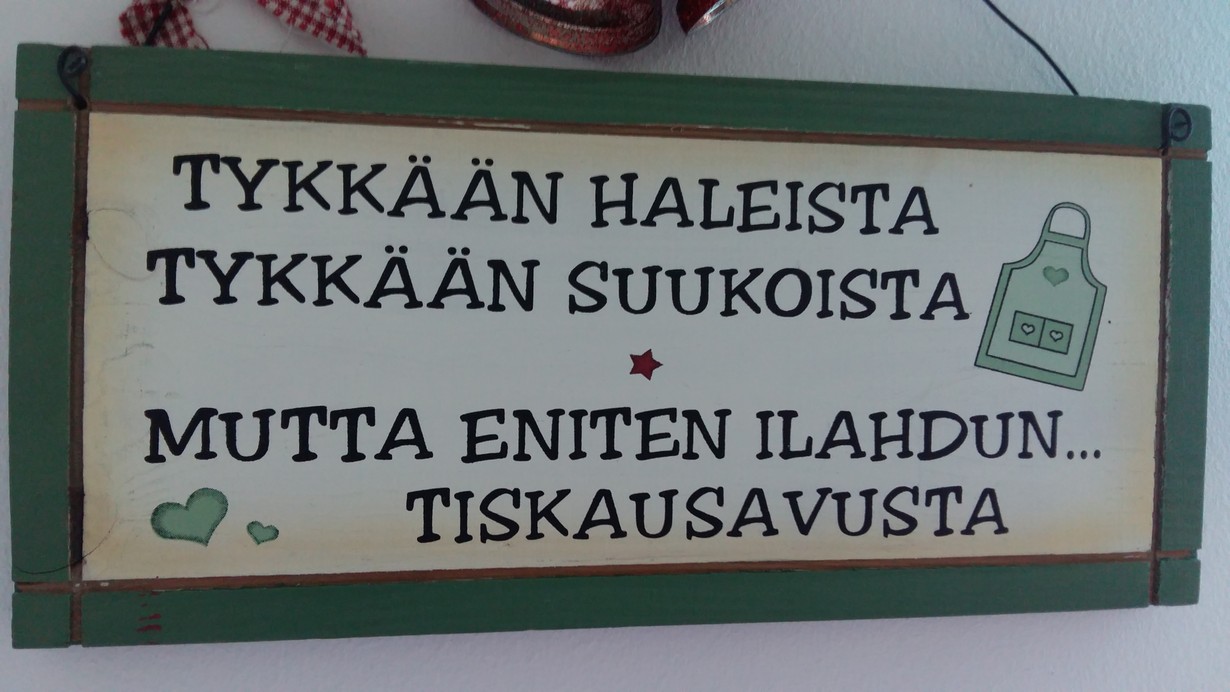 TYKKÄÄN HALEISTA
TYKKÄÄN SUUKOISTA
MUTTA ENITEN ILAHDUN...
TISKAUSAVUSTA